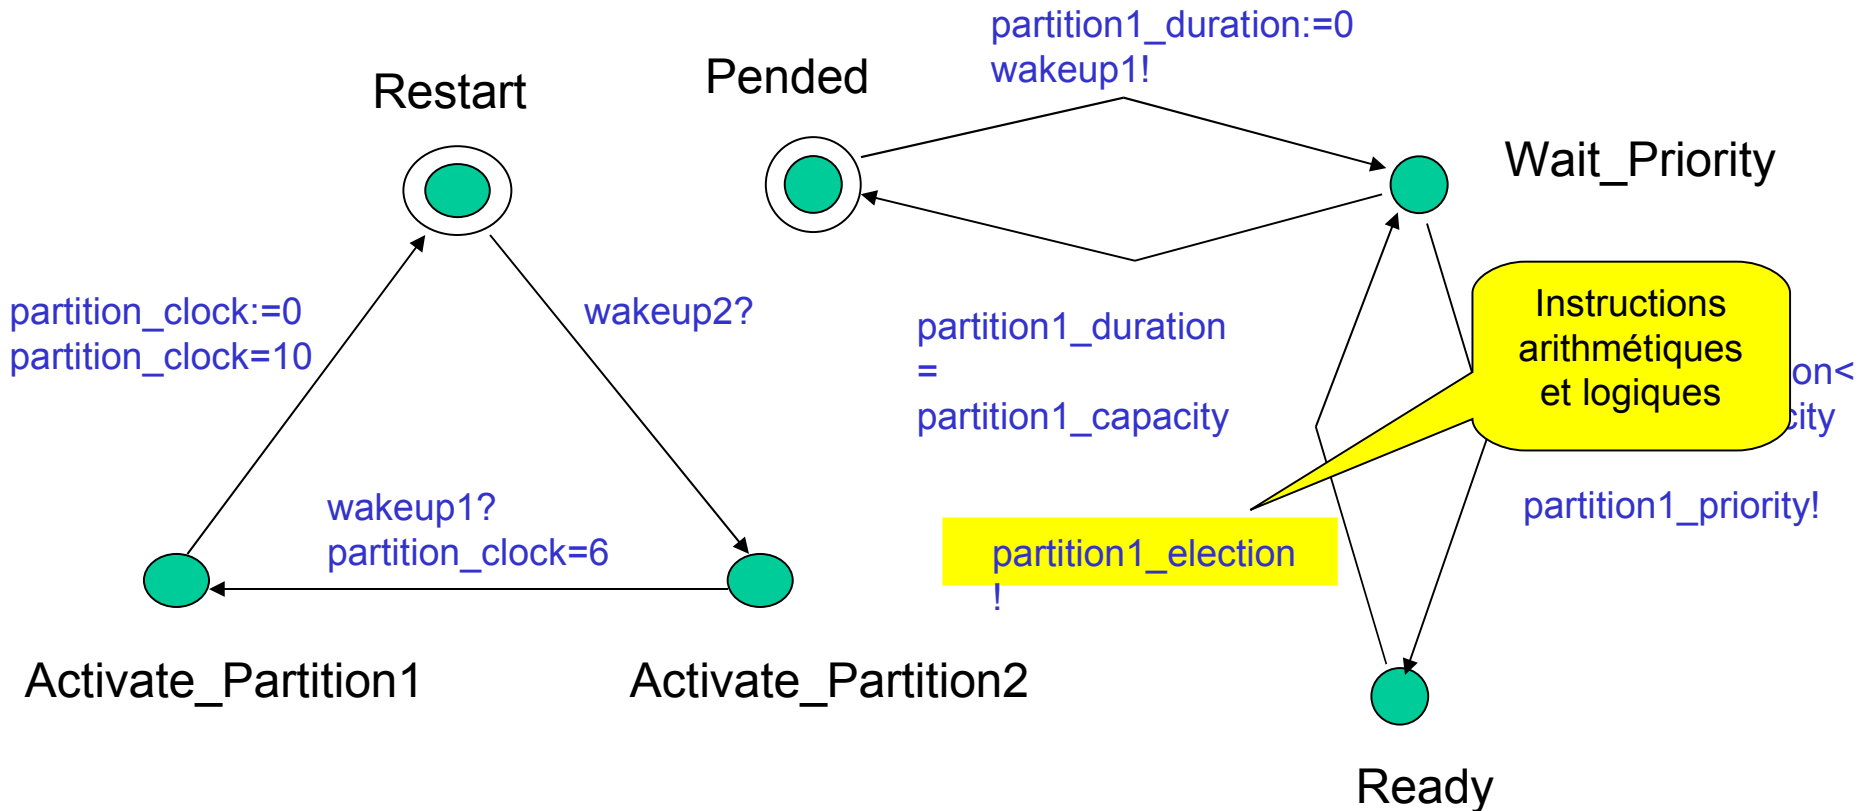 partition1_duration:=0
wakeup1!
Restart
Pended
Wait_Priority
partition_clock:=0
partition_clock=10
wakeup2?
partition1_duration
=
partition1_capacity
Instructions
arithmétiques
et logiques
on<
city
wakeup1?
partition_clock=6
partition1_priority!
partition1_election
!
Activate_Partition1
Activate_Partition2
Ready